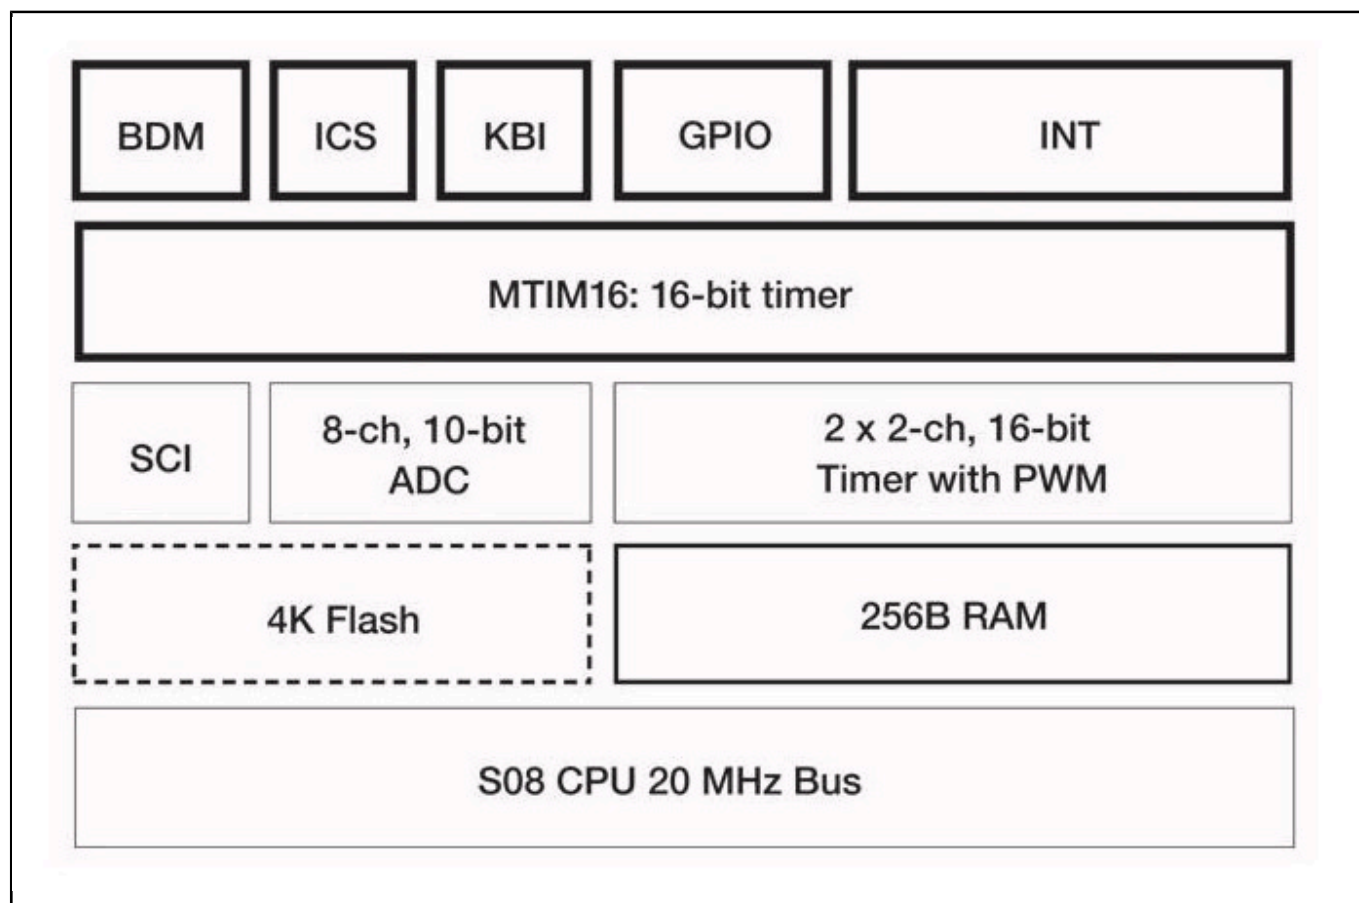 BDM
ICS
KBI
GPIO
INT
MTIM16: 16-bit timer
SCI
8-ch, 10-bit
ADC
2 x 2-ch, 16-bit
Timer with PWM
4K Flash
256B RAM
S08 CPU 20 MHz Bus